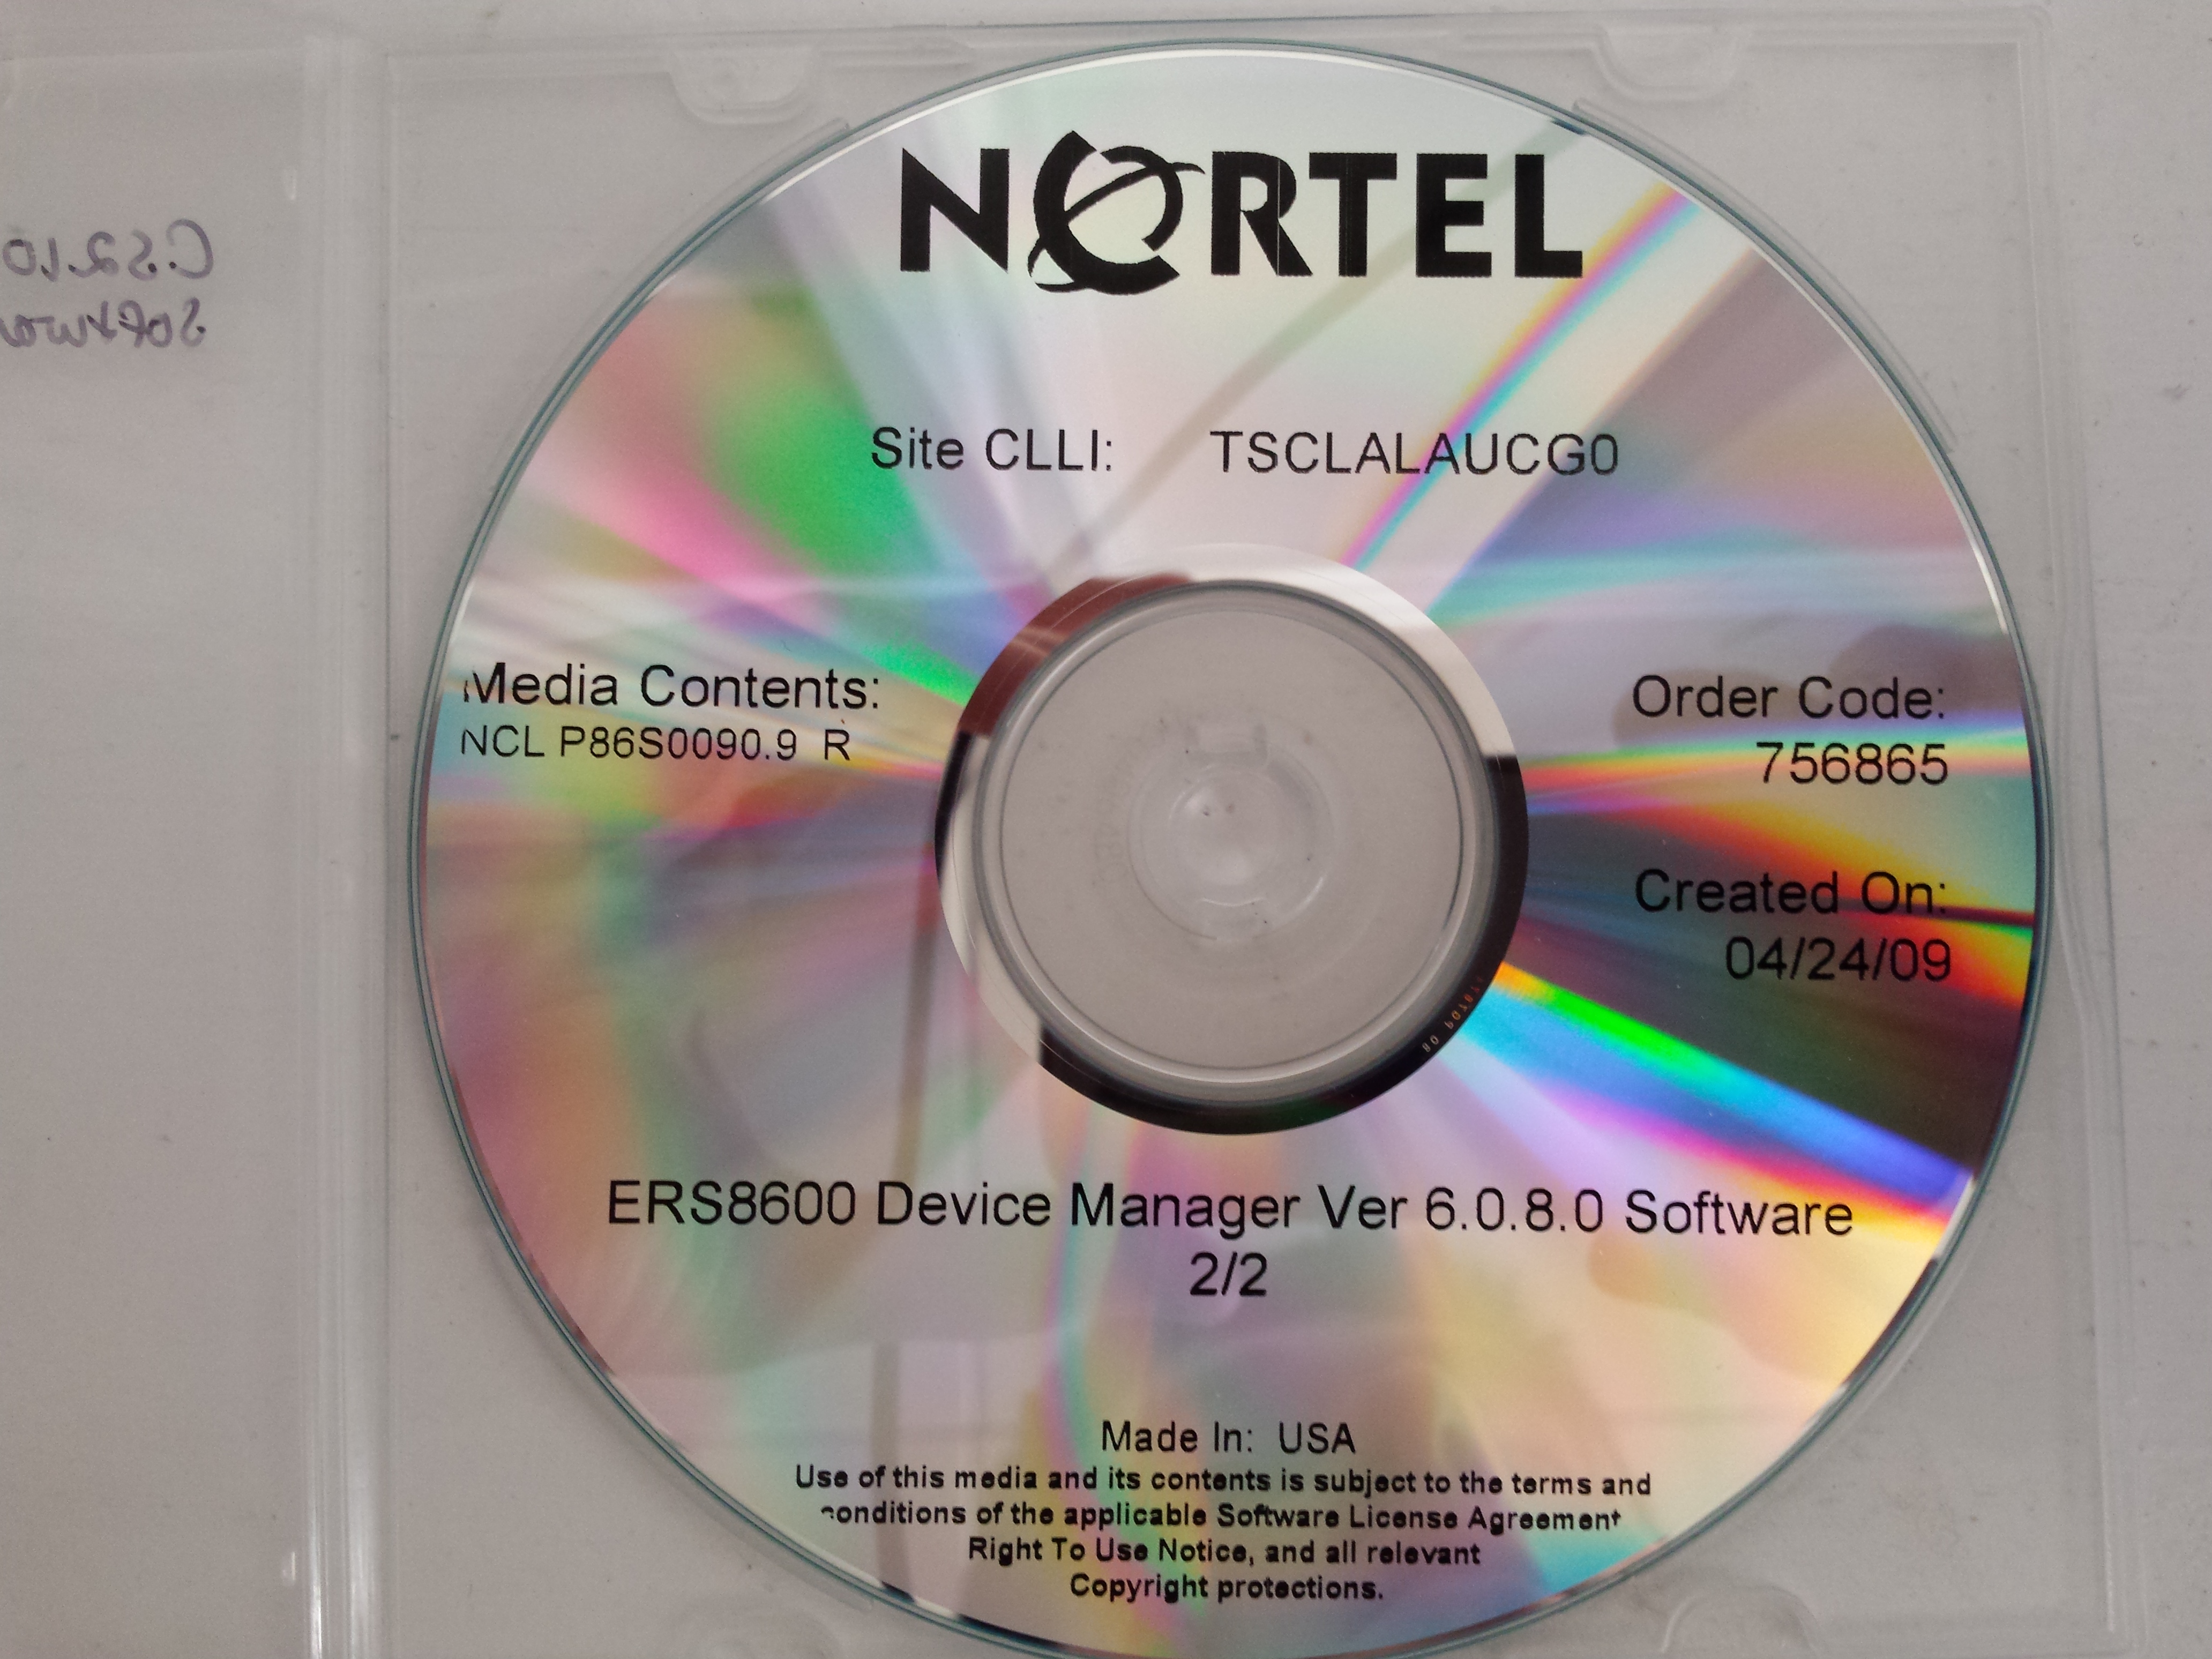 NORTEL
Site CLLI: TSCLALAUCG0
Media Contents:
NCL P86S0090.9 R
Order Code:
756865
Created On:
04/24/09
ERS8600 Device Manager Ver 6.0.8.0 Software
2/2
Made In: USA
Use of this media and its contents is subject to the terms and
conditions of the applicable Software License Agreement
Right To Use Notice, and all relevant
Copyright protections.